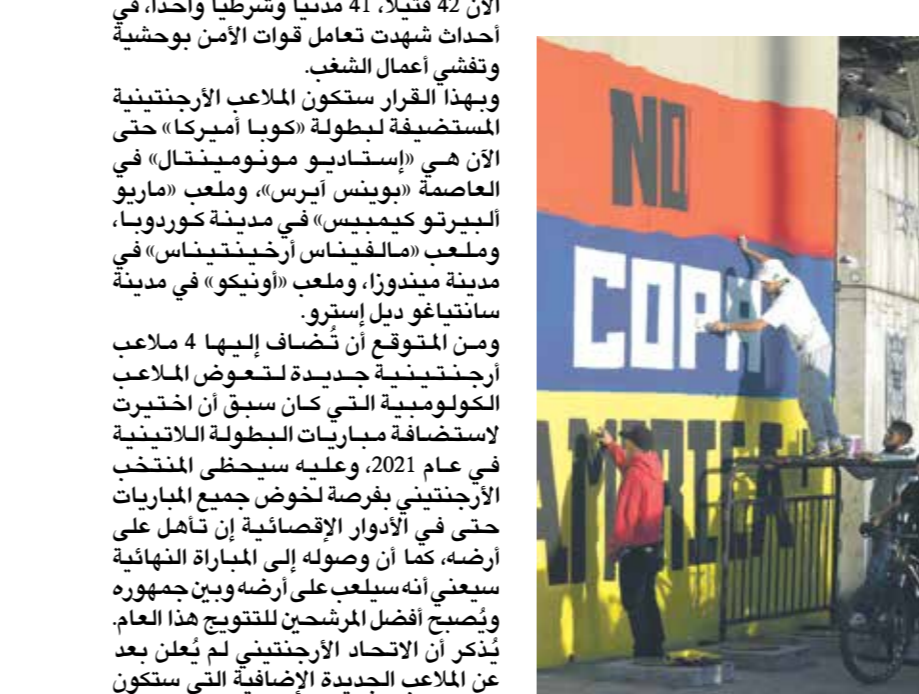 الآن 42 قتيلاً، 41 مدنياً وشرطياً واحداً، في
أحداث شهدت تعامل قوات الأمن بوحشية
وتفشي أعمال الشغب.
وبهذا القرار ستكون الملاعب الأرجنتينية
المستضيفة لبطولة «كوبا أميركا» حتى
الآن هي «إستاديو مونومينتال» في
العاصمة «بوينس آيرس»، وملعب «ماريو
ألبيرتو كيمبيس» في مدينة كوردوبا،
وملعب «مالفيناس أرخينتيناس» في
مدينة ميندوزا، وملعب «أونيكو» في مدينة
سانتياغو ديل إسترو.
ومن المتوقع أن تُضاف إليها 4 ملاعب
أرجنتينية جديدة لتعوض الملاعب
الكولومبية التي كان سبق أن اختيرت
لاستضافة مباريات البطولة اللاتينية
في عام 2021، وعليه سيحظى المنتخب
الأرجنتيني بفرصة لخوض جميع المباريات
حتى في الأدوار الإقصائية إن تأهل على
أرضه، كما أن وصوله إلى المباراة النهائية
سيعني أنه سيلعب على أرضه وبين جمهوره
ويُصبح أفضل المرشحين للتتويج هذا العام.
يُذكر أن الاتحاد الأرجنتيني لم يُعلن بعد
عن الملاعب الجديدة الإضافية التي ستكون
NO
COPA